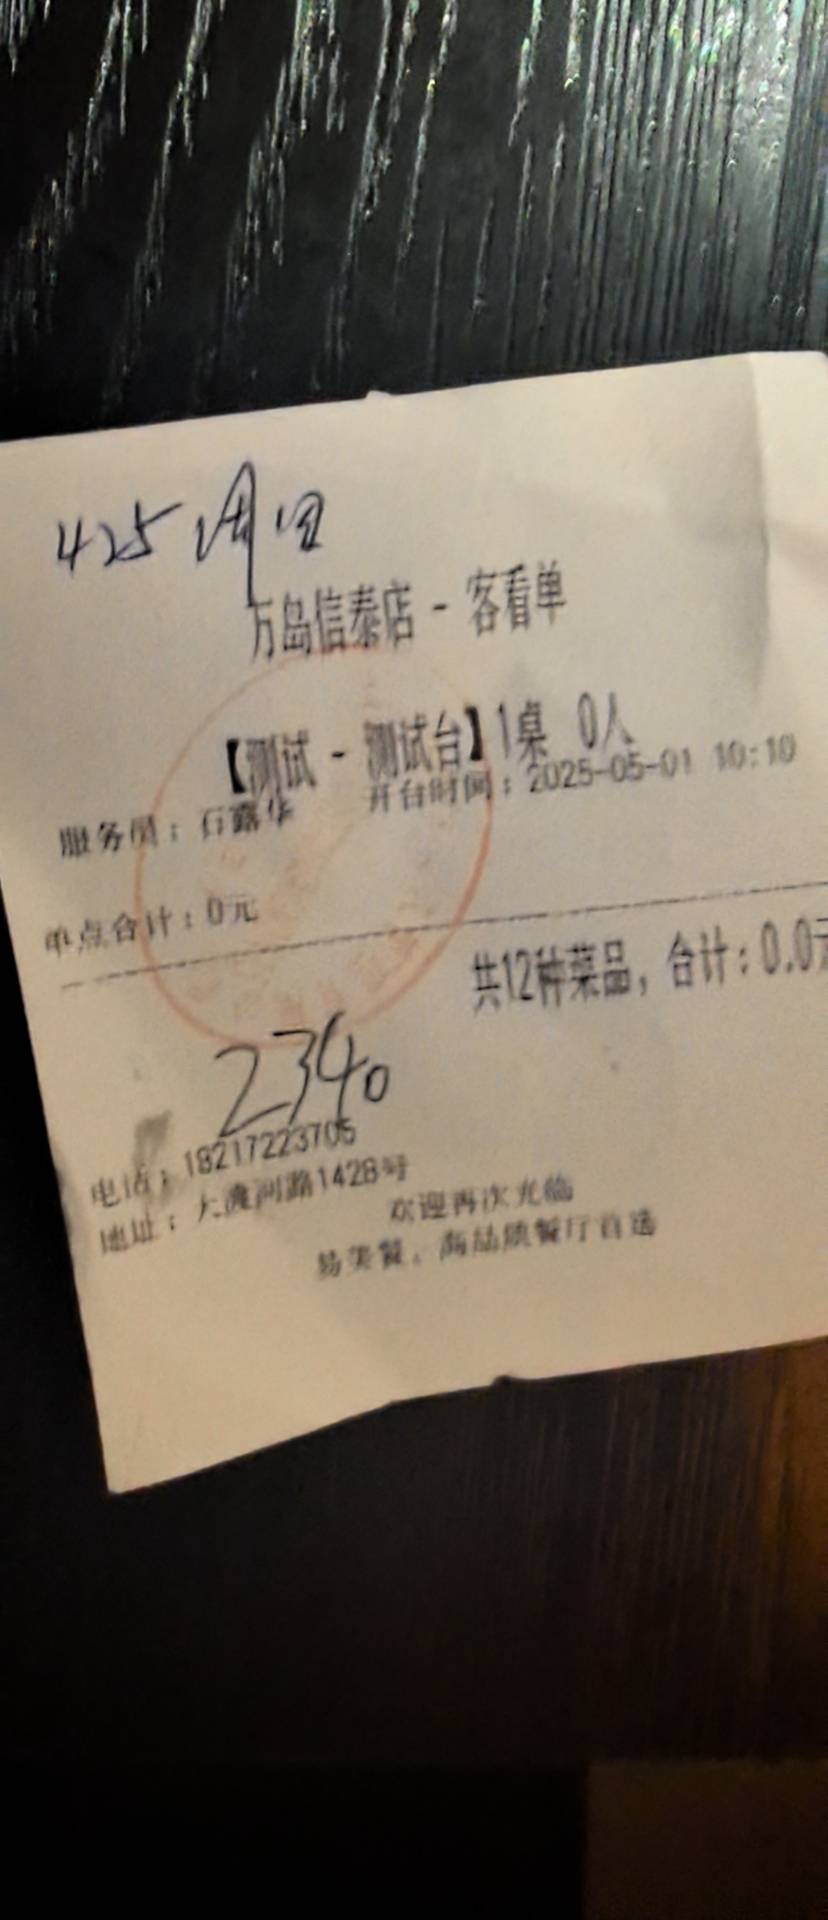 425
万岛信泰店 - 客看单
【测试 - 测试台】1桌 0人
服务员：石露华 开台时间：2025-05-01 10:10
单点合计：0元
共12种菜品，合计：0.0元
2340
电话：18217223705
地址：大渡河路1428号
欢迎再次光临
易美餐，高品质餐厅首选